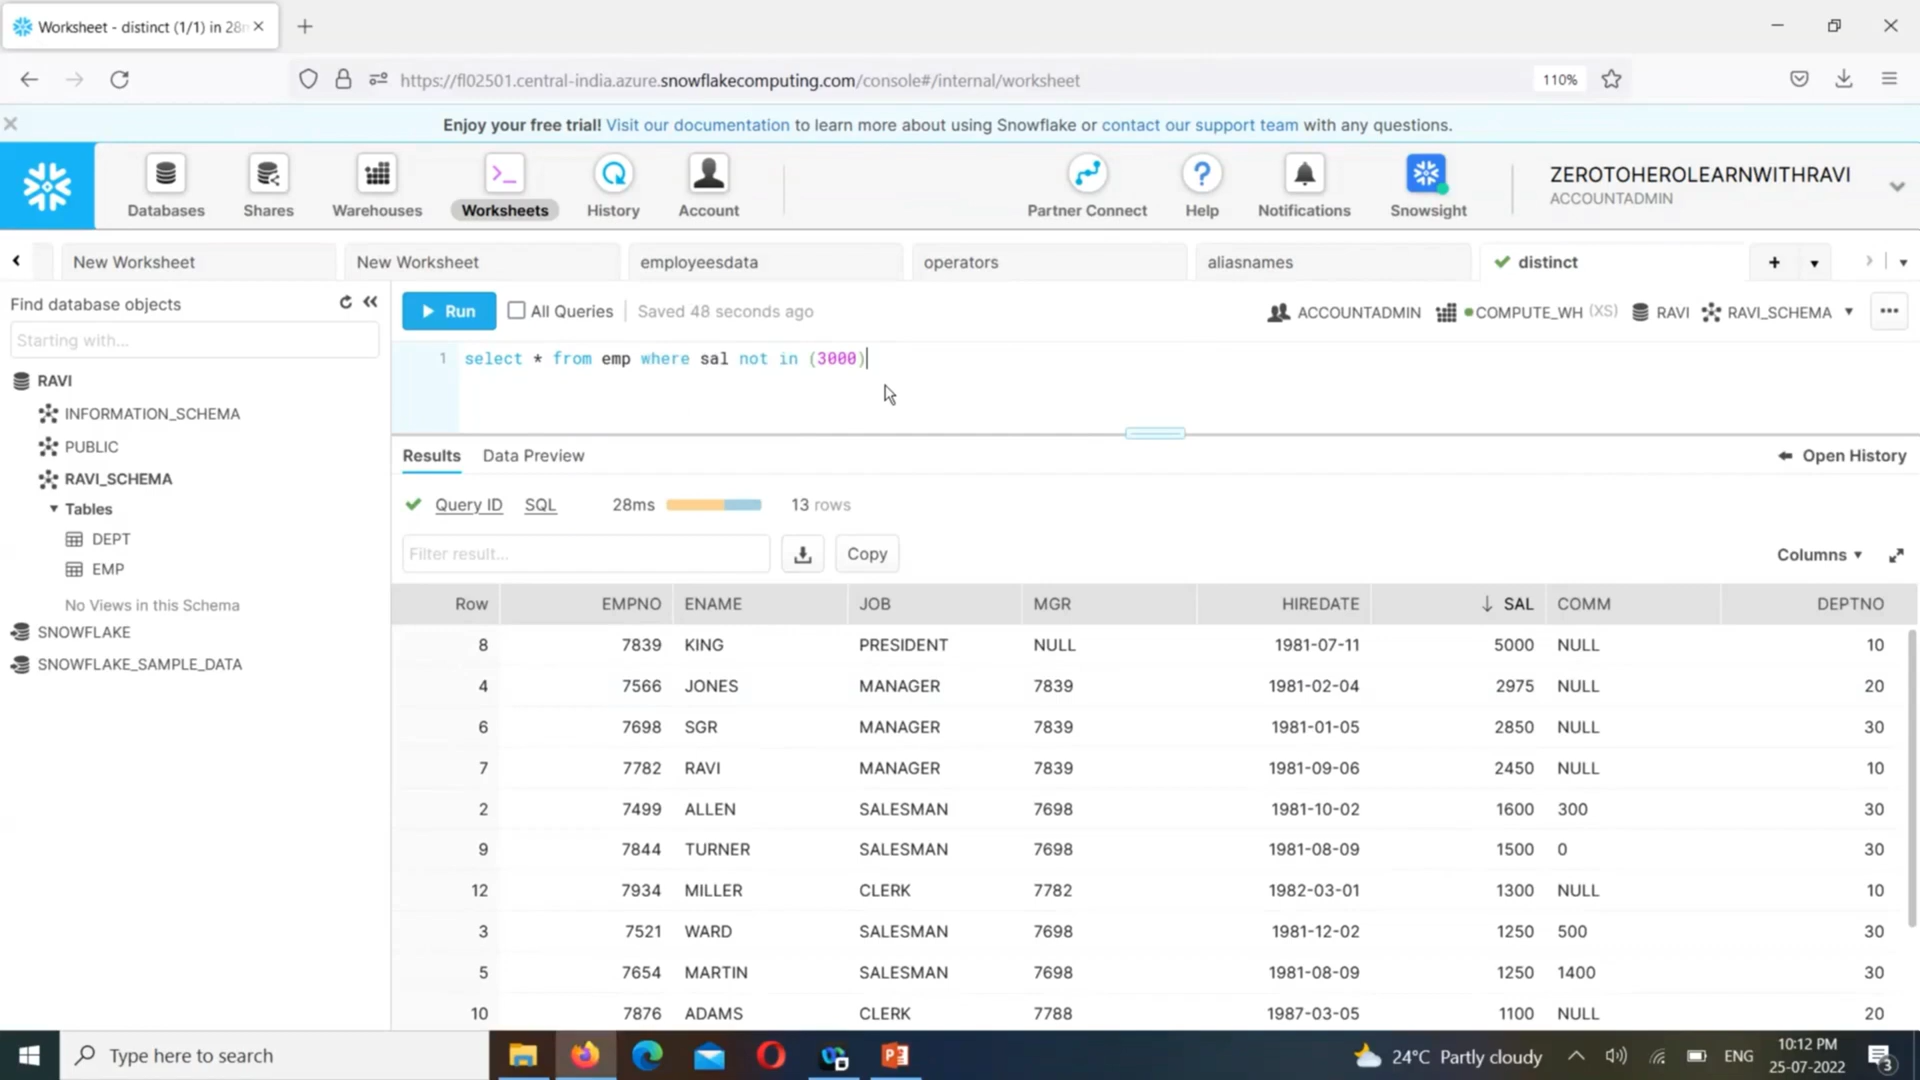 Worksheet - distinct (1/1) in 28
https://fl02501.central-india.azure.snowflakecomputing.com/console#/internal/worksheet
110%
Enjoy your free trial! Visit our documentation to learn more about using Snowflake or contact our support team with any questions.
Databases
Shares
Warehouses
Worksheets
History
Account
Partner Connect
Help
Notifications
Snowsight
ZEROTOHEROLEARNWITHRAVI
ACCOUNTADMIN
New Worksheet
New Worksheet
employeesdata
operators
aliasnames
distinct
Find database objects
Starting with...
RAVI
INFORMATION_SCHEMA
PUBLIC
RAVI_SCHEMA
Tables
DEPT
EMP
No Views in this Schema
SNOWFLAKE
SNOWFLAKE_SAMPLE_DATA
Run
All Queries
Saved 48 seconds ago
ACCOUNTADMIN
COMPUTE_WH (XS)
RAVI
RAVI_SCHEMA
1 select * from emp where sal not in (3000)
Results Data Preview
Open History
Query ID SQL 28ms 13 rows
Filter result...
Copy
Columns
Row EMPNO ENAME JOB MGR HIREDATE SAL COMM DEPTNO
8 7839 KING PRESIDENT NULL 1981-07-11 5000 NULL 10
4 7566 JONES MANAGER 7839 1981-02-04 2975 NULL 20
6 7698 SGR MANAGER 7839 1981-01-05 2850 NULL 30
7 7782 RAVI MANAGER 7839 1981-09-06 2450 NULL 10
2 7499 ALLEN SALESMAN 7698 1981-10-02 1600 300 30
9 7844 TURNER SALESMAN 7698 1981-08-09 1500 0 30
12 7934 MILLER CLERK 7782 1982-03-01 1300 NULL 10
3 7521 WARD SALESMAN 7698 1981-12-02 1250 500 30
5 7654 MARTIN SALESMAN 7698 1981-08-09 1250 1400 30
10 7876 ADAMS CLERK 7788 1987-03-05 1100 NULL 20
Type here to search
24°C Partly cloudy
ENG
10:12 PM
25-07-2022
3